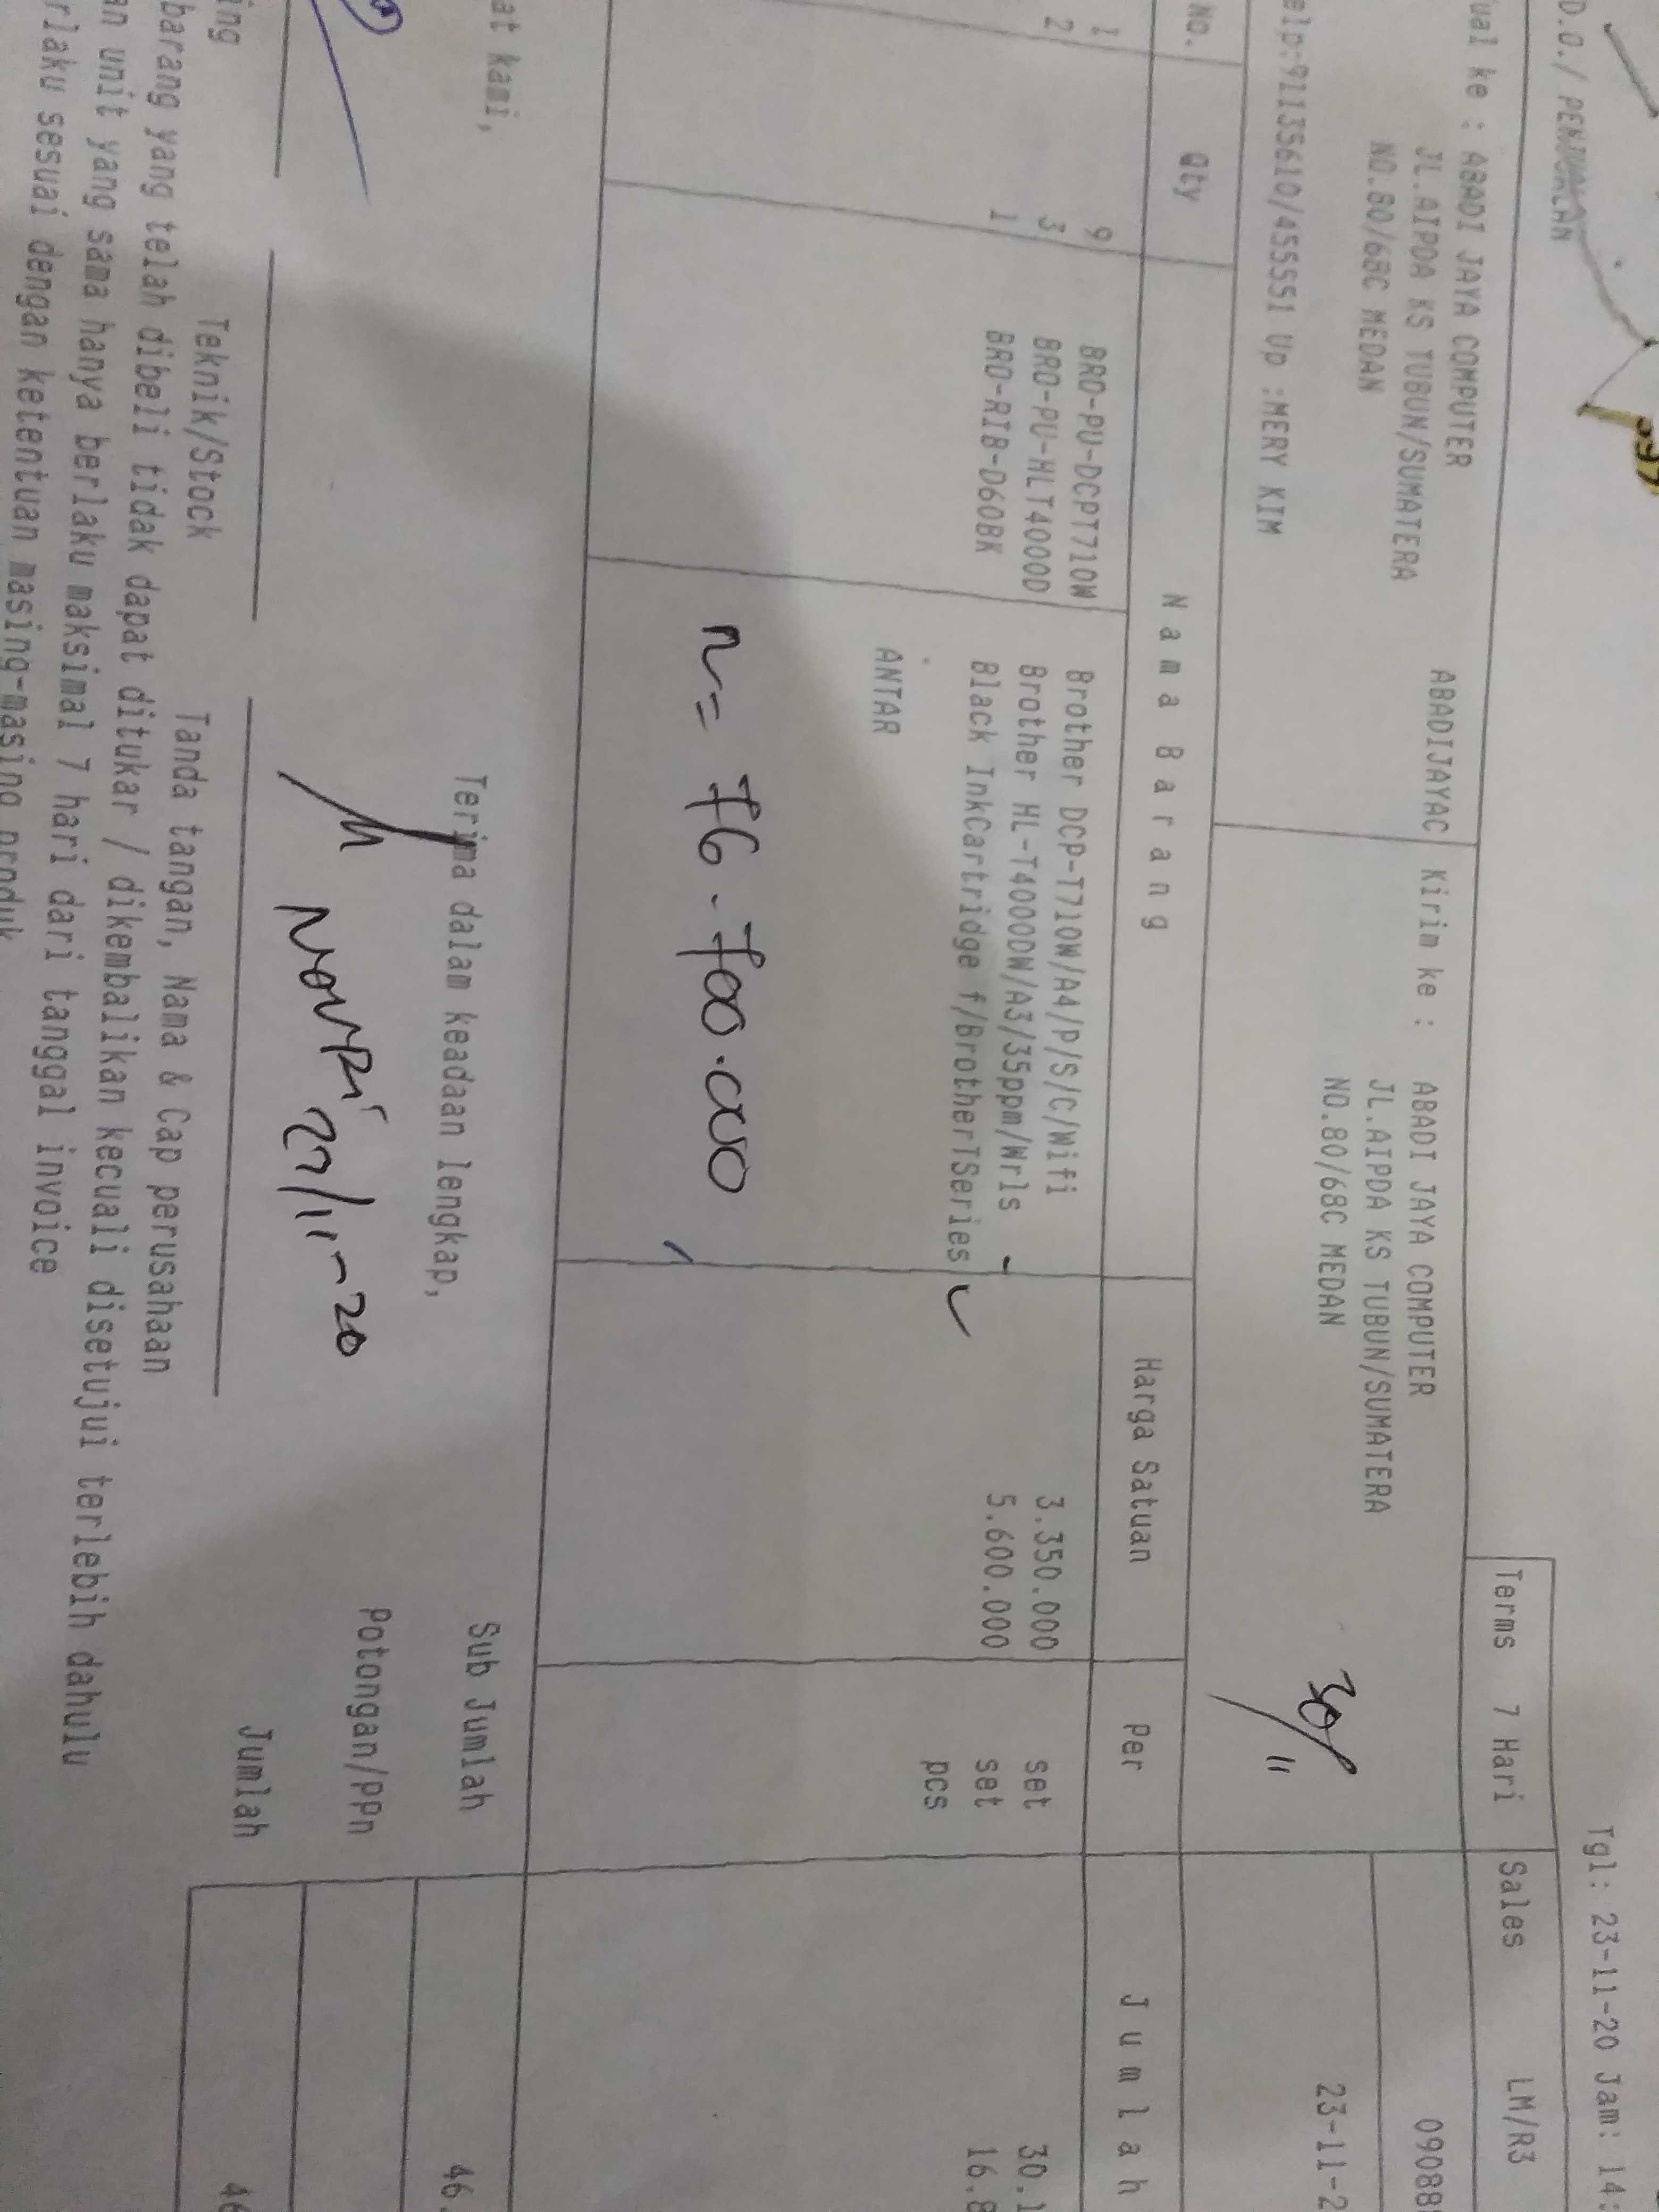 Tgl: 23-11-20 Jam: 14:
D.O./ PENJUALAN
Terms 7 Hari Sales LM/R3
ual ke : ABADI JAYA COMPUTER ABADIJAYAC Kirim ke : ABADI JAYA COMPUTER
JL.AIPDA KS TUBUN/SUMATERA JL.AIPDA KS TUBUN/SUMATERA
NO.80/68C MEDAN NO.80/68C MEDAN
09088
30/11
23-11-2
elp:91135610/455551 Up :MERY KIM
No. Qty Nama Barang Harga Satuan Per Jumlah
1 9 BRO-PU-DCPT710W Brother DCP-T710W/A4/P/S/C/Wifi 3.350.000 set 30.1
2 3 BRO-PU-HLT4000D Brother HL-T4000DW/A3/35ppm/Wrls 5.600.000 set 16.8
1 BRO-RIB-D60BK Black InkCartridge f/BrotherTSeries pcs
ANTAR
n= 76.700.000
at kami, Terima dalam keadaan lengkap, Sub Jumlah 46.
Novri 27/11-20
Potongan/PPn
Jumlah 46
ing Teknik/Stock Tanda tangan, Nama & Cap perusahaan
barang yang telah dibeli tidak dapat ditukar / dikembalikan kecuali disetujui terlebih dahulu
an unit yang sama hanya berlaku maksimal 7 hari dari tanggal invoice
rlaku sesuai dengan ketentuan masing-masing produk